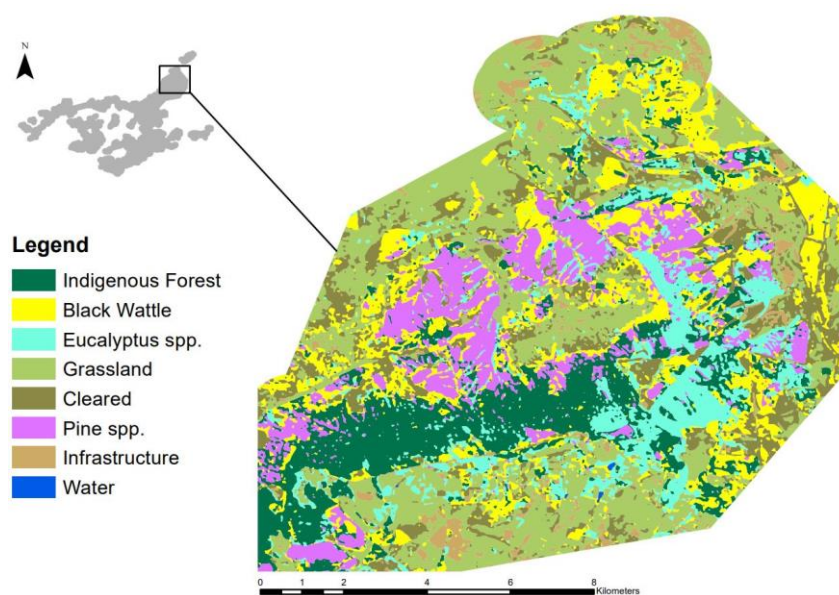 N
Legend
Indigenous Forest
Black Wattle
Eucalyptus spp.
Grassland
Cleared
Pine spp.
Infrastructure
Water
0 1 2 4 6 8
Kilometers